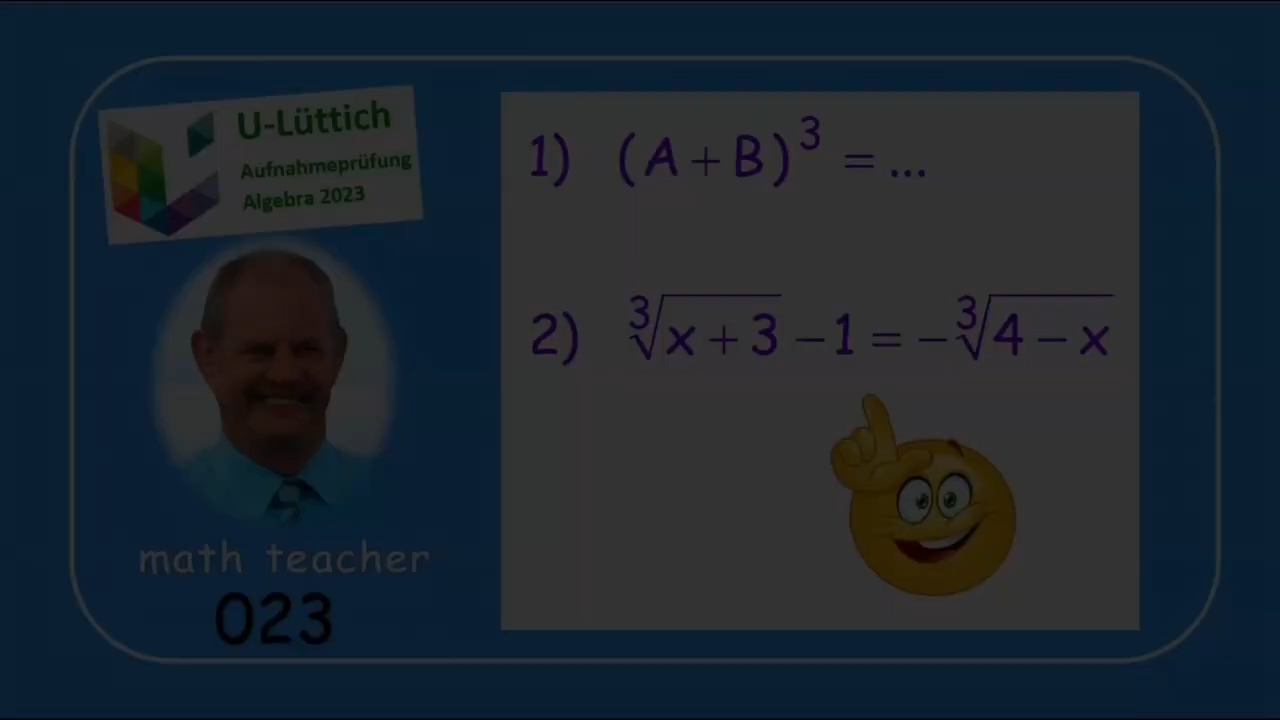 U-Lüttich
Aufnahmeprüfung
Algebra 2023
math teacher
023
1) (A+B)³ = ...
2) ∛(x+3) −1 = −∛(4−x)